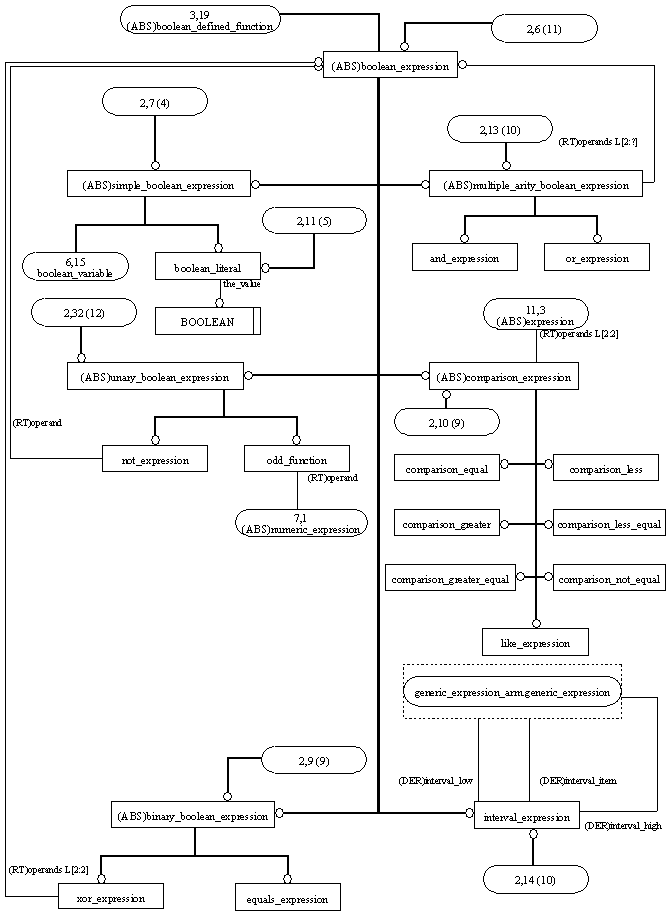 3,19
(ABS)boolean_defined_function
2,6 (11)
(ABS)boolean_expression
2,7 (4)
2,13 (10)
(RT)operands L[2:?]
(ABS)simple_boolean_expression
(ABS)multiple_arity_boolean_expression
2,11 (5)
6,15
boolean_variable
boolean_literal
and_expression
or_expression
the_value
BOOLEAN
2,32 (12)
11,3
(ABS)expression
(RT)operands L[2:2]
(ABS)unary_boolean_expression
(ABS)comparison_expression
(RT)operand
2,10 (9)
not_expression
odd_function
(RT)operand
comparison_equal
comparison_less
7,1
(ABS)numeric_expression
comparison_greater
comparison_less_equal
comparison_greater_equal
comparison_not_equal
like_expression
generic_expression_arm.generic_expression
2,9 (9)
(DER)interval_low
(DER)interval_item
(ABS)binary_boolean_expression
interval_expression
(DER)interval_high
(RT)operands L[2:2]
2,14 (10)
xor_expression
equals_expression